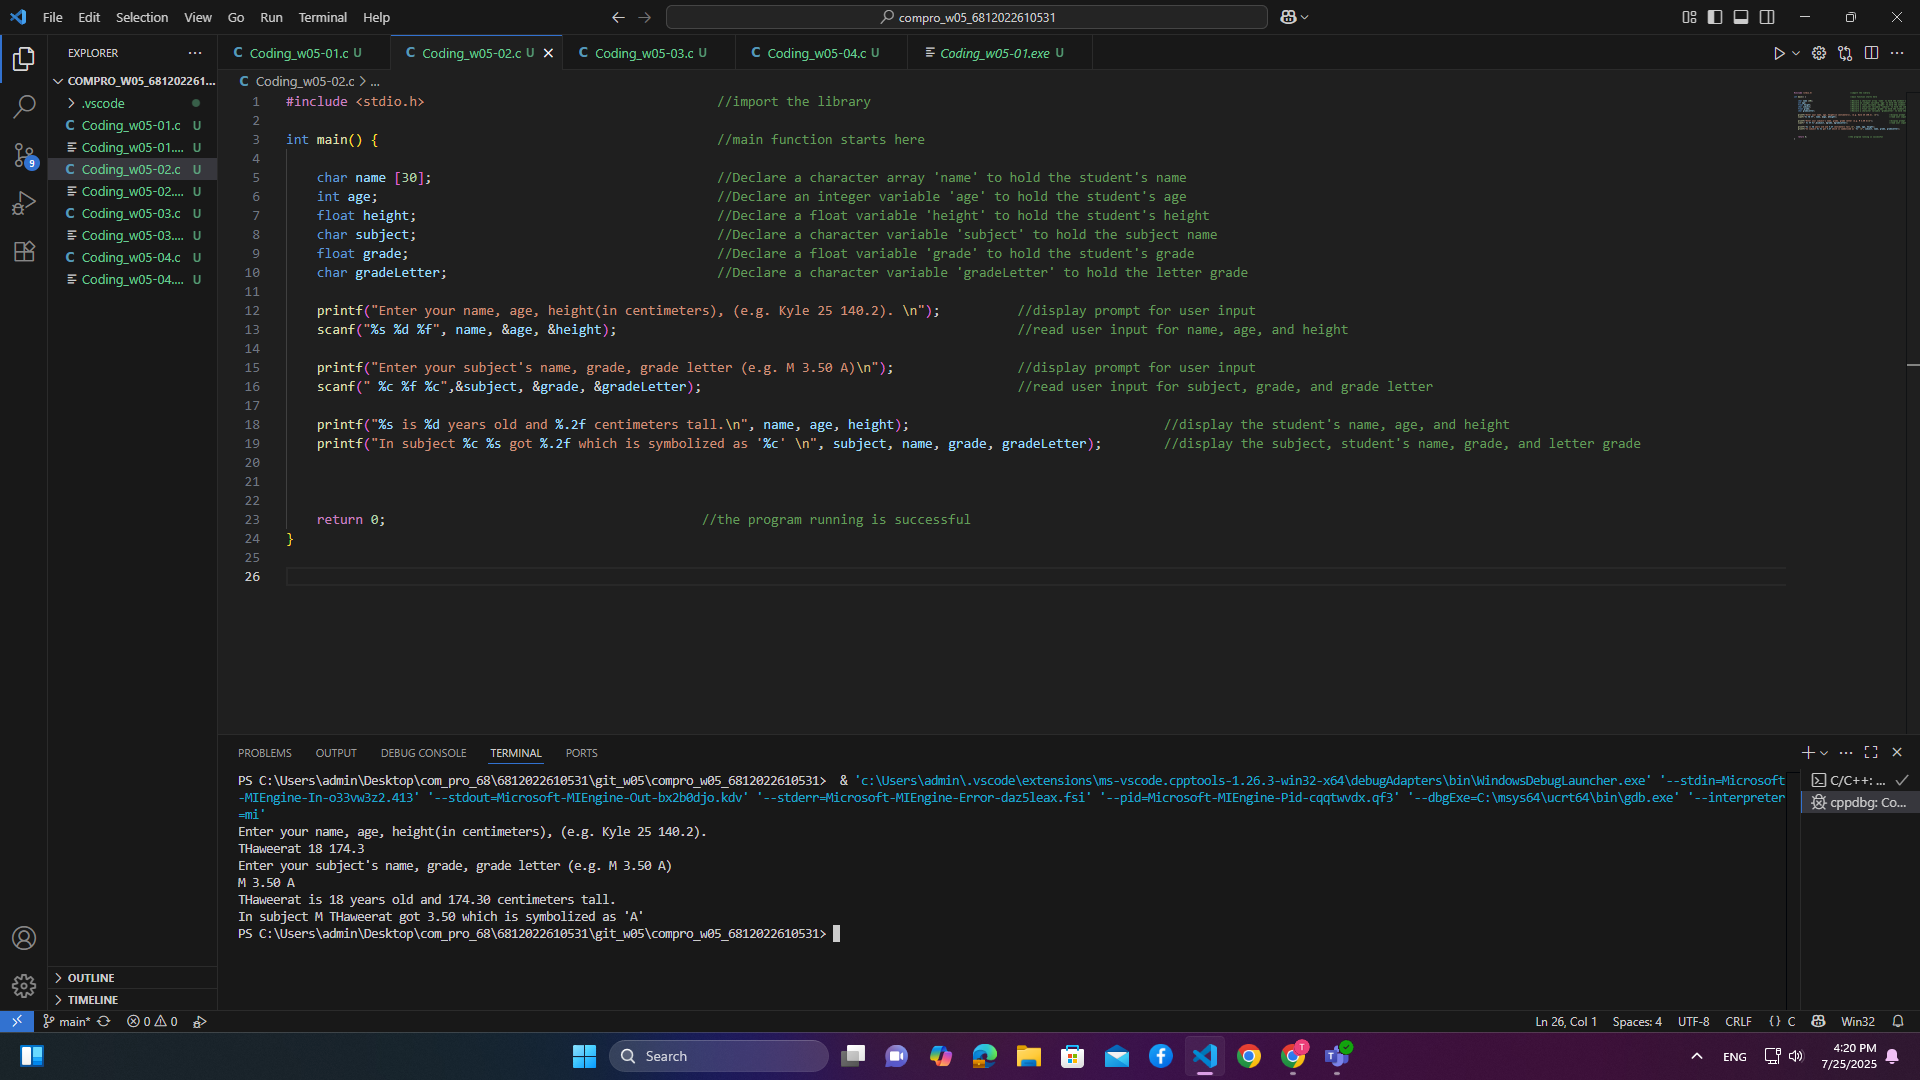 File Edit Selection View Go Run Terminal Help
compro_w05_6812022610531
EXPLORER
COMPRO_W05_681202261...
.vscode
C Coding_w05-01.c U
Coding_w05-01.... U
C Coding_w05-02.c U
Coding_w05-02.... U
C Coding_w05-03.c U
Coding_w05-03.... U
C Coding_w05-04.c U
Coding_w05-04.... U
9
OUTLINE
TIMELINE
C Coding_w05-01.c U
C Coding_w05-02.c U
C Coding_w05-03.c U
C Coding_w05-04.c U
Coding_w05-01.exe U
C Coding_w05-02.c > ...
1 #include <stdio.h> //import the library
2
3 int main() { //main function starts here
4
5 char name [30]; //Declare a character array 'name' to hold the student's name
6 int age; //Declare an integer variable 'age' to hold the student's age
7 float height; //Declare a float variable 'height' to hold the student's height
8 char subject; //Declare a character variable 'subject' to hold the subject name
9 float grade; //Declare a float variable 'grade' to hold the student's grade
10 char gradeLetter; //Declare a character variable 'gradeLetter' to hold the letter grade
11
12 printf("Enter your name, age, height(in centimeters), (e.g. Kyle 25 140.2). \n"); //display prompt for user input
13 scanf("%s %d %f", name, &age, &height); //read user input for name, age, and height
14
15 printf("Enter your subject's name, grade, grade letter (e.g. M 3.50 A)\n"); //display prompt for user input
16 scanf(" %c %f %c",&subject, &grade, &gradeLetter); //read user input for subject, grade, and grade letter
17
18 printf("%s is %d years old and %.2f centimeters tall.\n", name, age, height); //display the student's name, age, and height
19 printf("In subject %c %s got %.2f which is symbolized as '%c' \n", subject, name, grade, gradeLetter); //display the subject, student's name, grade, and letter grade
20
21
22
23 return 0; //the program running is successful
24 }
25
26
PROBLEMS OUTPUT DEBUG CONSOLE TERMINAL PORTS
PS C:\Users\admin\Desktop\com_pro_68\6812022610531\git_w05\compro_w05_6812022610531> & 'c:\Users\admin\.vscode\extensions\ms-vscode.cpptools-1.26.3-win32-x64\debugAdapters\bin\WindowsDebugLauncher.exe' '--stdin=Microsoft
-MIEngine-In-o33vw3z2.413' '--stdout=Microsoft-MIEngine-Out-bx2b0djo.kdv' '--stderr=Microsoft-MIEngine-Error-daz5leax.fsi' '--pid=Microsoft-MIEngine-Pid-cqqtwvdx.qf3' '--dbgExe=C:\msys64\ucrt64\bin\gdb.exe' '--interpreter
=mi'
Enter your name, age, height(in centimeters), (e.g. Kyle 25 140.2).
THaweerat 18 174.3
Enter your subject's name, grade, grade letter (e.g. M 3.50 A)
M 3.50 A
THaweerat is 18 years old and 174.30 centimeters tall.
In subject M THaweerat got 3.50 which is symbolized as 'A'
PS C:\Users\admin\Desktop\com_pro_68\6812022610531\git_w05\compro_w05_6812022610531>
C/C++: ...
cppdbg: Co...
main* 0 0
Ln 26, Col 1 Spaces: 4 UTF-8 CRLF {} C Win32
Search
T
ENG
4:20 PM
7/25/2025